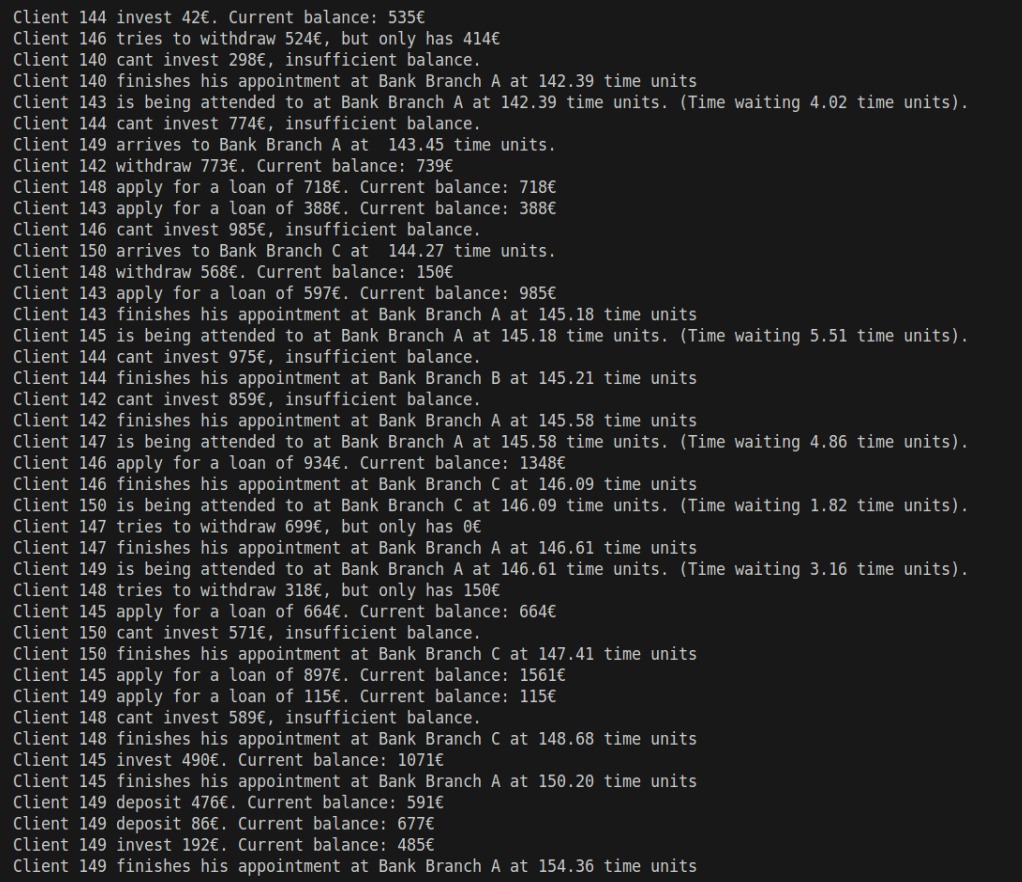 Client 144 invest 42€. Current balance: 535€
Client 146 tries to withdraw 524€, but only has 414€
Client 140 cant invest 298€, insufficient balance.
Client 140 finishes his appointment at Bank Branch A at 142.39 time units
Client 143 is being attended to at Bank Branch A at 142.39 time units. (Time waiting 4.02 time units).
Client 144 cant invest 774€, insufficient balance.
Client 149 arrives to Bank Branch A at  143.45 time units.
Client 142 withdraw 773€. Current balance: 739€
Client 148 apply for a loan of 718€. Current balance: 718€
Client 143 apply for a loan of 388€. Current balance: 388€
Client 146 cant invest 985€, insufficient balance.
Client 150 arrives to Bank Branch C at  144.27 time units.
Client 148 withdraw 568€. Current balance: 150€
Client 143 apply for a loan of 597€. Current balance: 985€
Client 143 finishes his appointment at Bank Branch A at 145.18 time units
Client 145 is being attended to at Bank Branch A at 145.18 time units. (Time waiting 5.51 time units).
Client 144 cant invest 975€, insufficient balance.
Client 144 finishes his appointment at Bank Branch B at 145.21 time units
Client 142 cant invest 859€, insufficient balance.
Client 142 finishes his appointment at Bank Branch A at 145.58 time units
Client 147 is being attended to at Bank Branch A at 145.58 time units. (Time waiting 4.86 time units).
Client 146 apply for a loan of 934€. Current balance: 1348€
Client 146 finishes his appointment at Bank Branch C at 146.09 time units
Client 150 is being attended to at Bank Branch C at 146.09 time units. (Time waiting 1.82 time units).
Client 147 tries to withdraw 699€, but only has 0€
Client 147 finishes his appointment at Bank Branch A at 146.61 time units
Client 149 is being attended to at Bank Branch A at 146.61 time units. (Time waiting 3.16 time units).
Client 148 tries to withdraw 318€, but only has 150€
Client 145 apply for a loan of 664€. Current balance: 664€
Client 150 cant invest 571€, insufficient balance.
Client 150 finishes his appointment at Bank Branch C at 147.41 time units
Client 145 apply for a loan of 897€. Current balance: 1561€
Client 149 apply for a loan of 115€. Current balance: 115€
Client 148 cant invest 589€, insufficient balance.
Client 148 finishes his appointment at Bank Branch C at 148.68 time units
Client 145 invest 490€. Current balance: 1071€
Client 145 finishes his appointment at Bank Branch A at 150.20 time units
Client 149 deposit 476€. Current balance: 591€
Client 149 deposit 86€. Current balance: 677€
Client 149 invest 192€. Current balance: 485€
Client 149 finishes his appointment at Bank Branch A at 154.36 time units